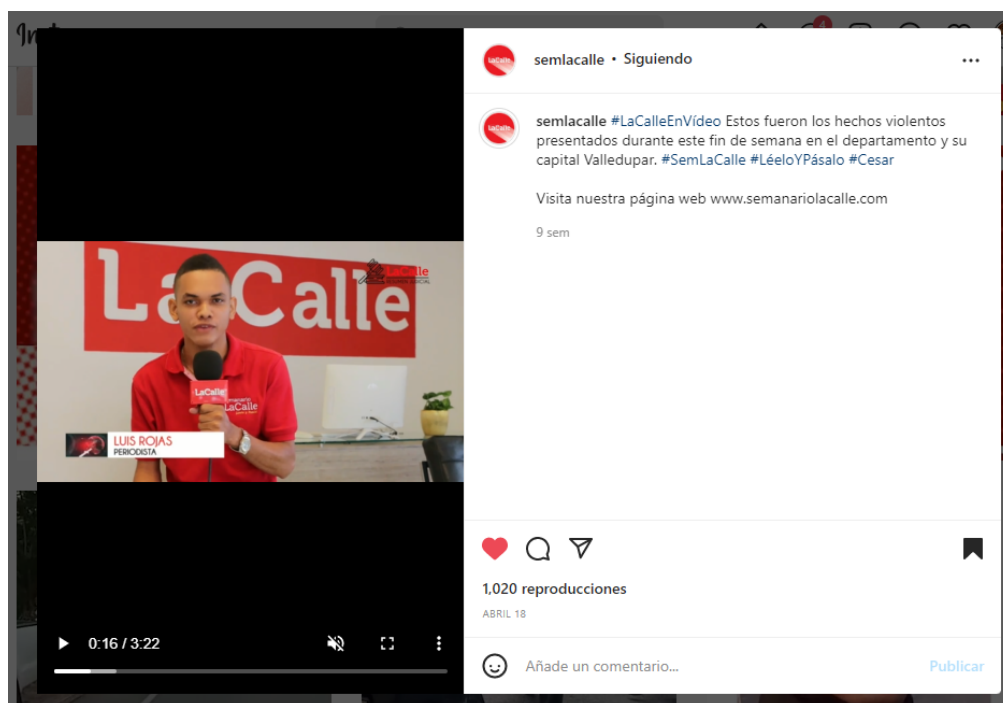 semlacalle • Siguiendo
semlacalle #LaCalleEnVídeo Estos fueron los hechos violentos
presentados durante este fin de semana en el departamento y su
capital Valledupar. #SemLaCalle #LéeloYPásalo #Cesar
Visita nuestra página web www.semanariolacalle.com
9 sem
LaCalle
LaCalle
LaCalle
LUIS ROJAS
PERIODISTA
0:16 / 3:22
1,020 reproducciones
ABRIL 18
Añade un comentario...
Publicar